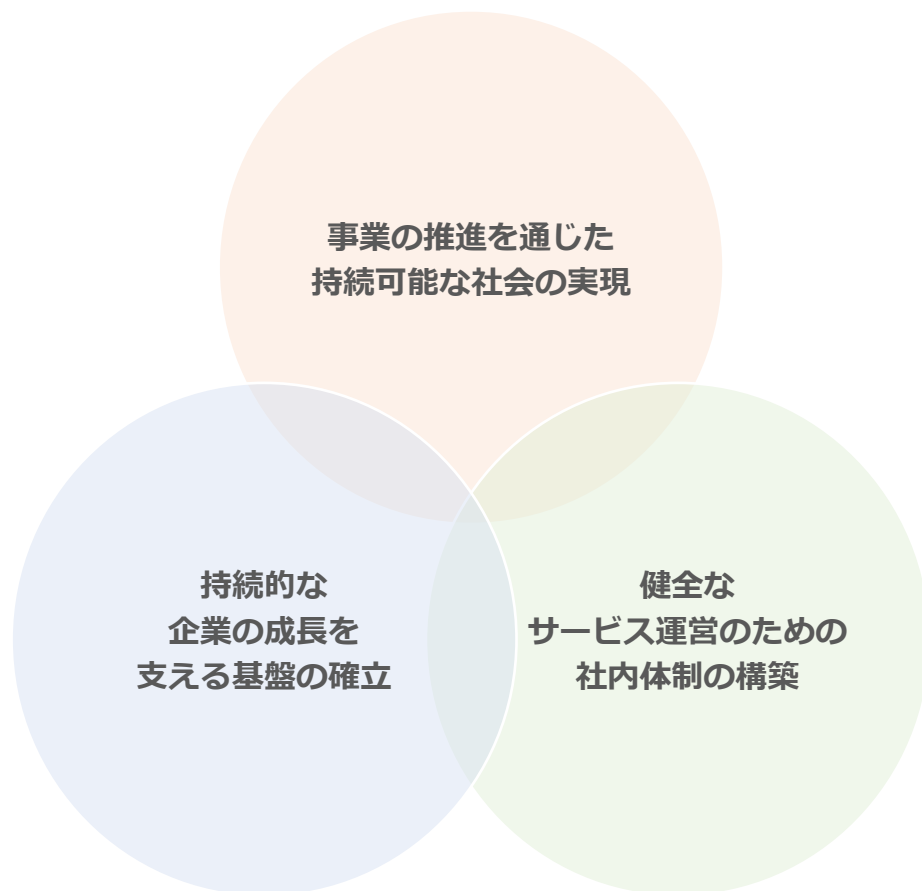 事業の推進を通じた
持続可能な社会の実現
持続的な
企業の成長を
支える基盤の確立
健全な
サービス運営のための
社内体制の構築